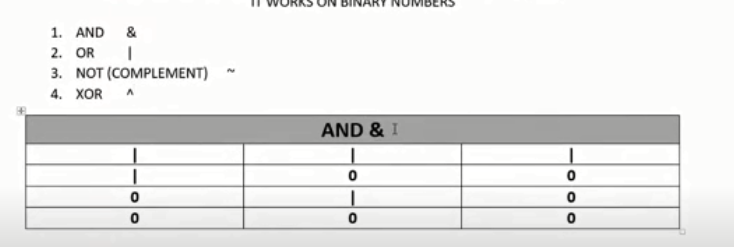 IT WORKS ON BINARY NUMBERS
1. AND &
2. OR |
3. NOT (COMPLEMENT) ~
4. XOR ^
AND &
| | |
| 0 0
0 | 0
0 0 0